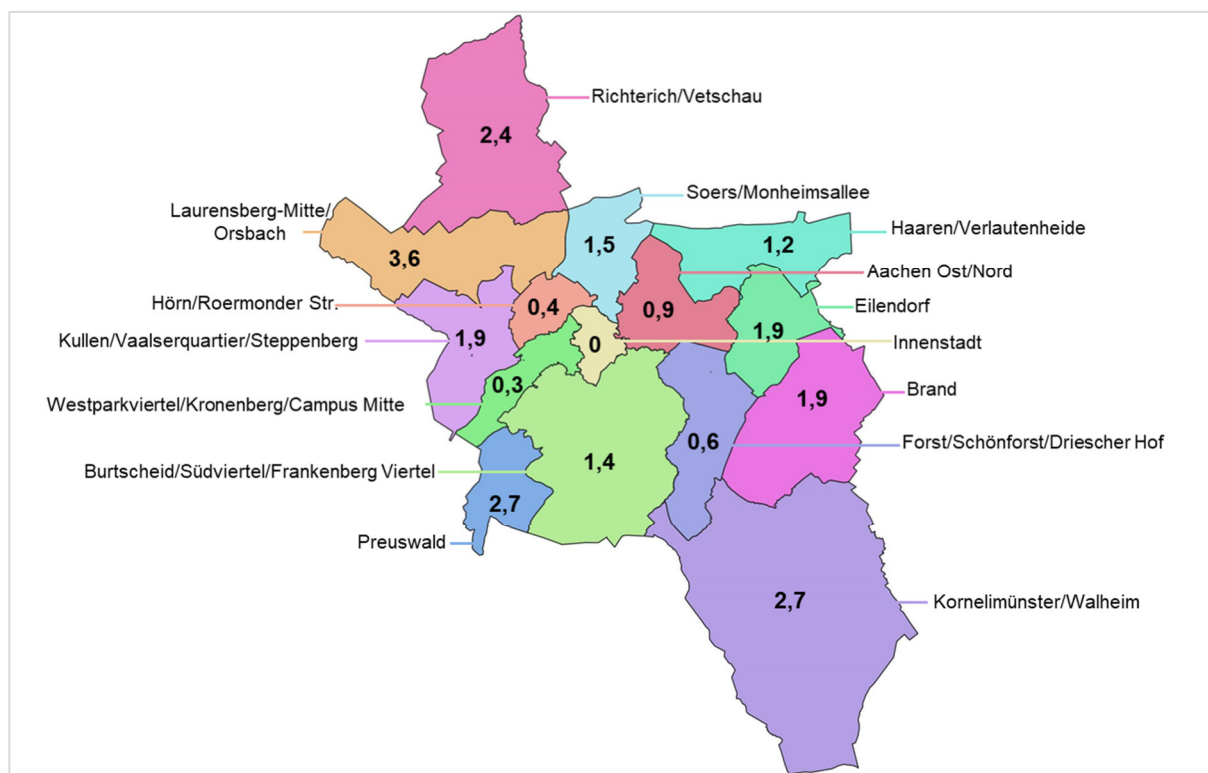 Richterich/Vetschau
2,4
Soers/Monheimsallee
Laurensberg-Mitte/
Orsbach
Haaren/Verlautenheide
1,5
1,2
3,6
Aachen Ost/Nord
Hörn/Roermonder Str.
0,4
0,9
Eilendorf
Kullen/Vaalserquartier/Steppenberg
1,9
0
1,9
Innenstadt
0,3
Brand
Westparkviertel/Kronenberg/Campus Mitte
1,9
0,6
Forst/Schönforst/Driescher Hof
Burtscheid/Südviertel/Frankenberg Viertel
1,4
2,7
Preuswald
2,7
Kornelimünster/Walheim